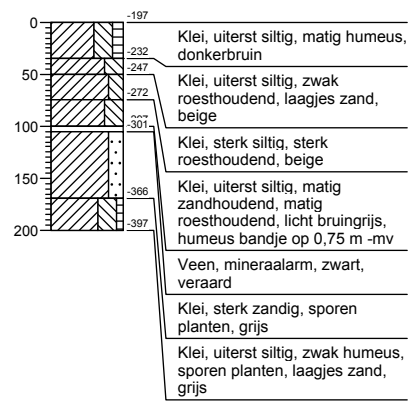 0
50
100
150
200
-197
-232
-247
-272
-301
-366
-397
Klei, uiterst siltig, matig humeus,
donkerbruin
Klei, uiterst siltig, zwak
roesthoudend, laagjes zand,
beige
Klei, sterk siltig, sterk
roesthoudend, beige
Klei, uiterst siltig, matig
zandhoudend, matig
roesthoudend, licht bruingrijs,
humeus bandje op 0,75 m -mv
Veen, mineraalarm, zwart,
veraard
Klei, sterk zandig, sporen
planten, grijs
Klei, uiterst siltig, zwak humeus,
sporen planten, laagjes zand,
grijs